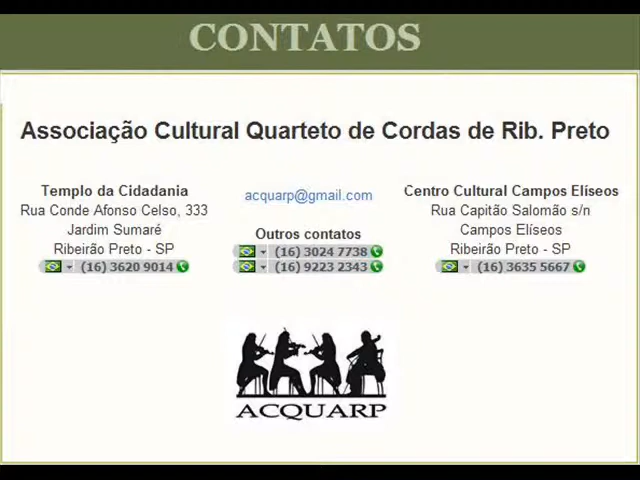 CONTATOS
Associação Cultural Quarteto de Cordas de Rib. Preto
Templo da Cidadania
Rua Conde Afonso Celso, 333
Jardim Sumaré
Ribeirão Preto - SP
(16) 3620 9014
acquarp@gmail.com
Outros contatos
(16) 3024 7738
(16) 9223 2343
Centro Cultural Campos Elíseos
Rua Capitão Salomão s/n
Campos Elíseos
Ribeirão Preto - SP
(16) 3635 5667
ACQUARP